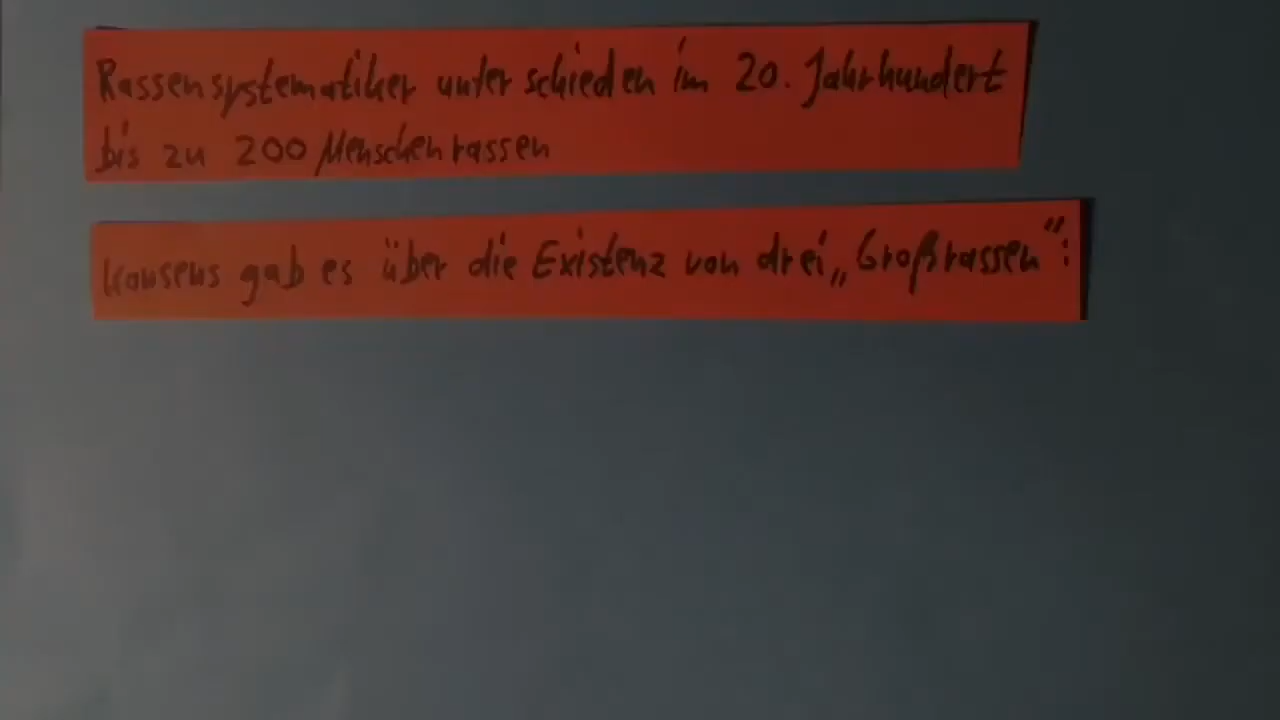 Rassensystematiker unterschieden im 20. Jahrhundert
bis zu 200 Menschenrassen
Konsens gab es über die Existenz von drei „Großrassen“: